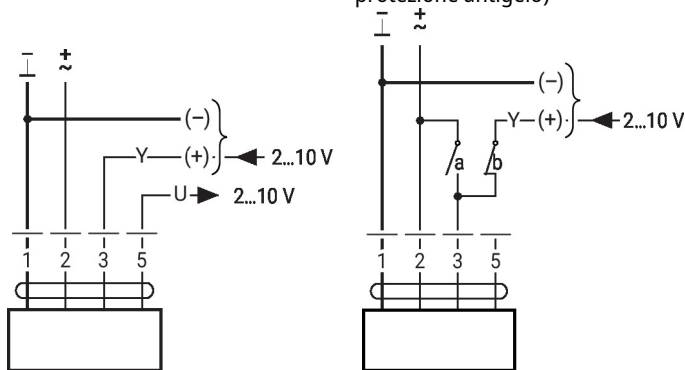 protezione antigelo)
– +
⊥ ~
(–)
Y (+) 2...10 V
U 2...10 V
1 2 3 5
– +
⊥ ~
(–)
Y (+) 2...10 V
a b
1 2 3 5